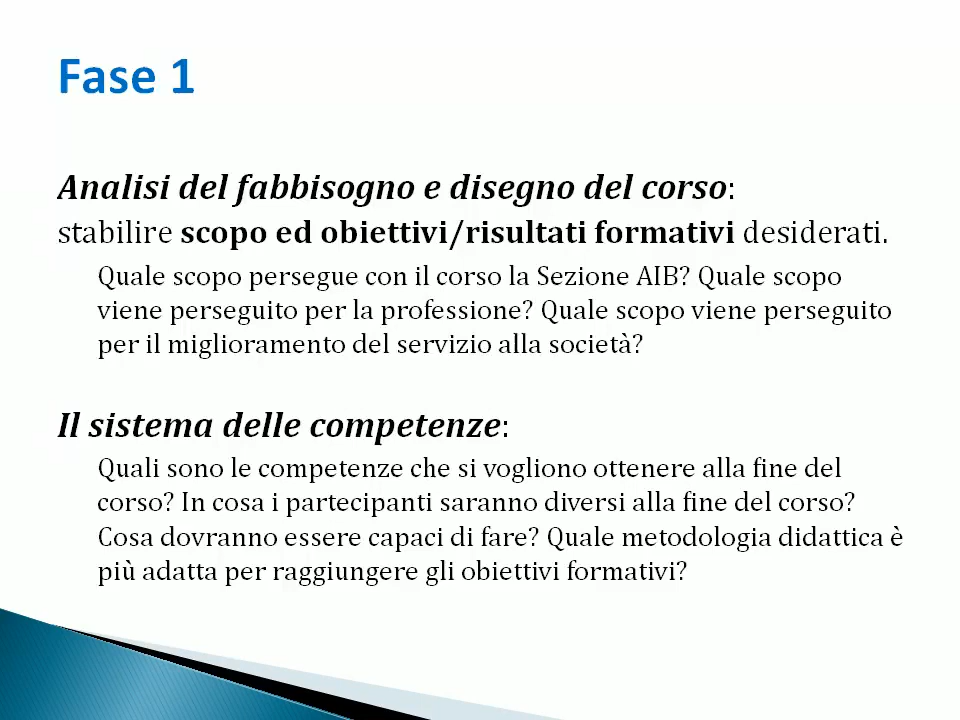 Fase 1
Analisi del fabbisogno e disegno del corso:
stabilire scopo ed obiettivi/risultati formativi desiderati.
Quale scopo persegue con il corso la Sezione AIB? Quale scopo
viene perseguito per la professione? Quale scopo viene perseguito
per il miglioramento del servizio alla società?
Il sistema delle competenze:
Quali sono le competenze che si vogliono ottenere alla fine del
corso? In cosa i partecipanti saranno diversi alla fine del corso?
Cosa dovranno essere capaci di fare? Quale metodologia didattica è
più adatta per raggiungere gli obiettivi formativi?